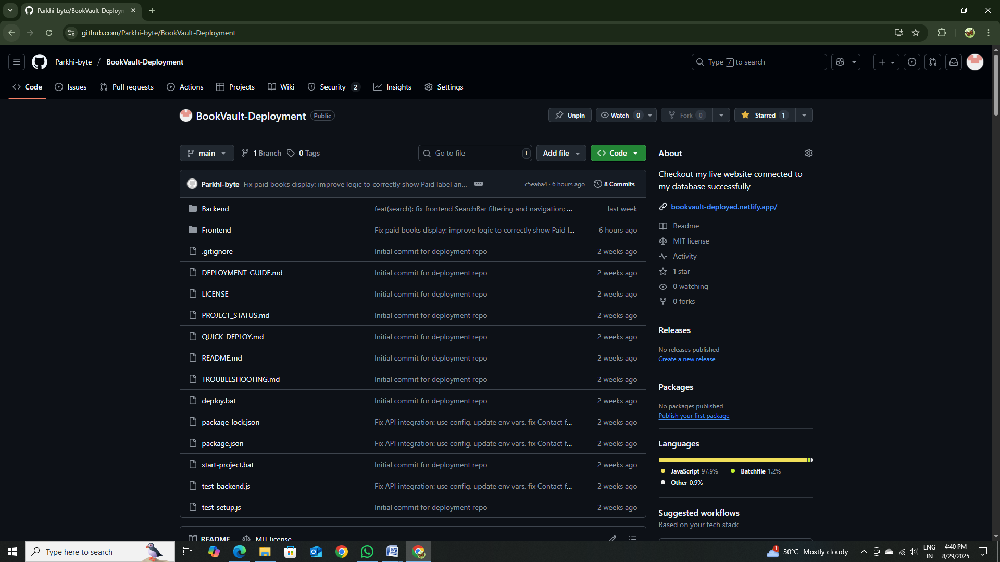 Parkhi-byte/BookVault-Deployn
github.com/Parkhi-byte/BookVault-Deployment
Parkhi-byte / BookVault-Deployment
Type / to search
Code Issues Pull requests Actions Projects Wiki Security 2 Insights Settings
BookVault-Deployment Public
Unpin Watch 0 Fork 0 Starred 1
main 1 Branch 0 Tags
Go to file t Add file Code
Parkhi-byte Fix paid books display: improve logic to correctly show Paid label an... c5ea6a4 · 6 hours ago 8 Commits
Backend feat(search): fix frontend SearchBar filtering and navigation; ... last week
Frontend Fix paid books display: improve logic to correctly show Paid l... 6 hours ago
.gitignore Initial commit for deployment repo 2 weeks ago
DEPLOYMENT_GUIDE.md Initial commit for deployment repo 2 weeks ago
LICENSE Initial commit for deployment repo 2 weeks ago
PROJECT_STATUS.md Initial commit for deployment repo 2 weeks ago
QUICK_DEPLOY.md Initial commit for deployment repo 2 weeks ago
README.md Initial commit for deployment repo 2 weeks ago
TROUBLESHOOTING.md Initial commit for deployment repo 2 weeks ago
deploy.bat Initial commit for deployment repo 2 weeks ago
package-lock.json Fix API integration: use config, update env vars, fix Contact f... 2 weeks ago
package.json Fix API integration: use config, update env vars, fix Contact f... 2 weeks ago
start-project.bat Initial commit for deployment repo 2 weeks ago
test-backend.js Fix API integration: use config, update env vars, fix Contact f... 2 weeks ago
test-setup.js Initial commit for deployment repo 2 weeks ago
README MIT license
About
Checkout my live website connected to
my database successfully
bookvault-deployed.netlify.app/
Readme
MIT license
Activity
1 star
0 watching
0 forks
Releases
No releases published
Create a new release
Packages
No packages published
Publish your first package
Languages
JavaScript 97.9% Batchfile 1.2%
Other 0.9%
Suggested workflows
Based on your tech stack
Type here to search
1
30°C Mostly cloudy
ENG
IN
4:40 PM
8/29/2025